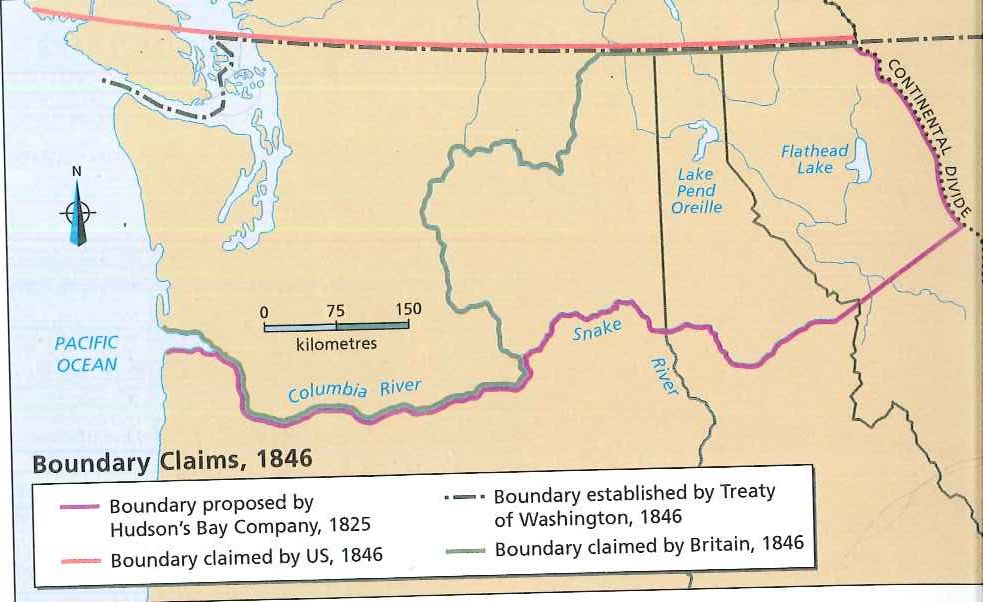 CONTINENTAL DIVIDE
Flathead
Lake
Lake
Pend
Oreille
N
0 75 150
kilometres
PACIFIC
OCEAN
Snake
River
Columbia River
Boundary Claims, 1846
Boundary proposed by
Hudson's Bay Company, 1825
Boundary claimed by US, 1846
Boundary established by Treaty
of Washington, 1846
Boundary claimed by Britain, 1846